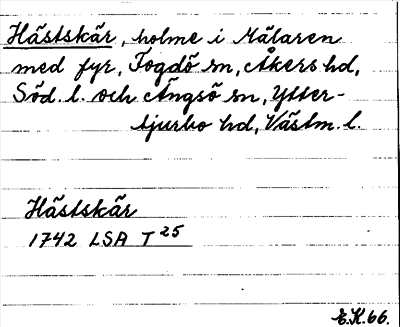 Hästskär, holme i Mälaren
med fyr, Fogdö sn, Åkers hd,
Söd. l. och Ängsö sn, Ytter-
tjurbo hd, Västm. l.
Hästskär
1742 LSA T 25
E.K. 66.